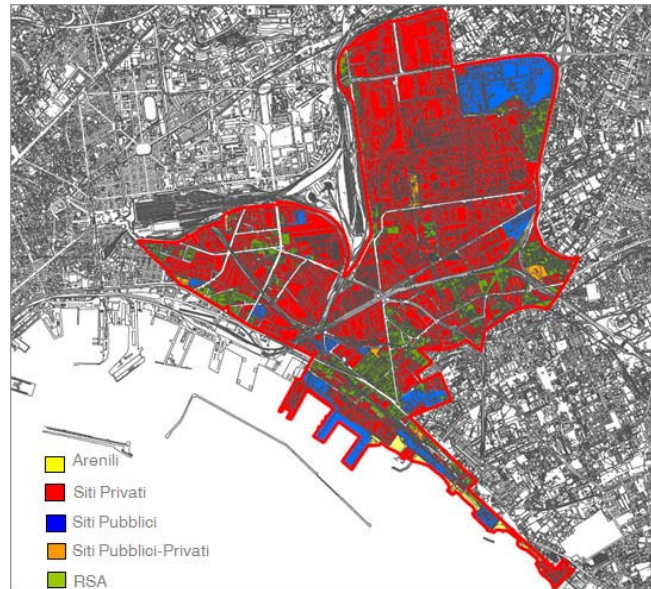 Arenili
Siti Privati
Siti Pubblici
Siti Pubblici-Privati
RSA